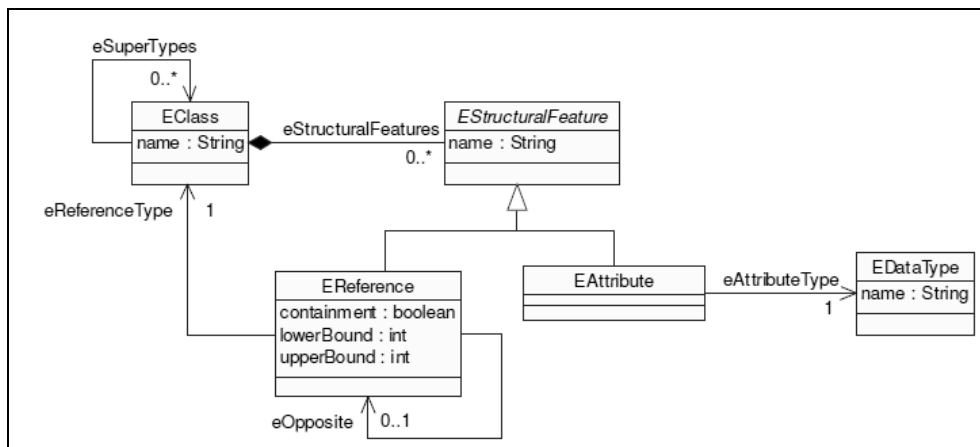 eSuperTypes
0..*
EClass
name : String
eStructuralFeatures
0..*
EStructuralFeature
name : String
eReferenceType
1
EReference
containment : boolean
lowerBound : int
upperBound : int
eOpposite
0..1
EAttribute
eAttributeType
1
EDataType
name : String